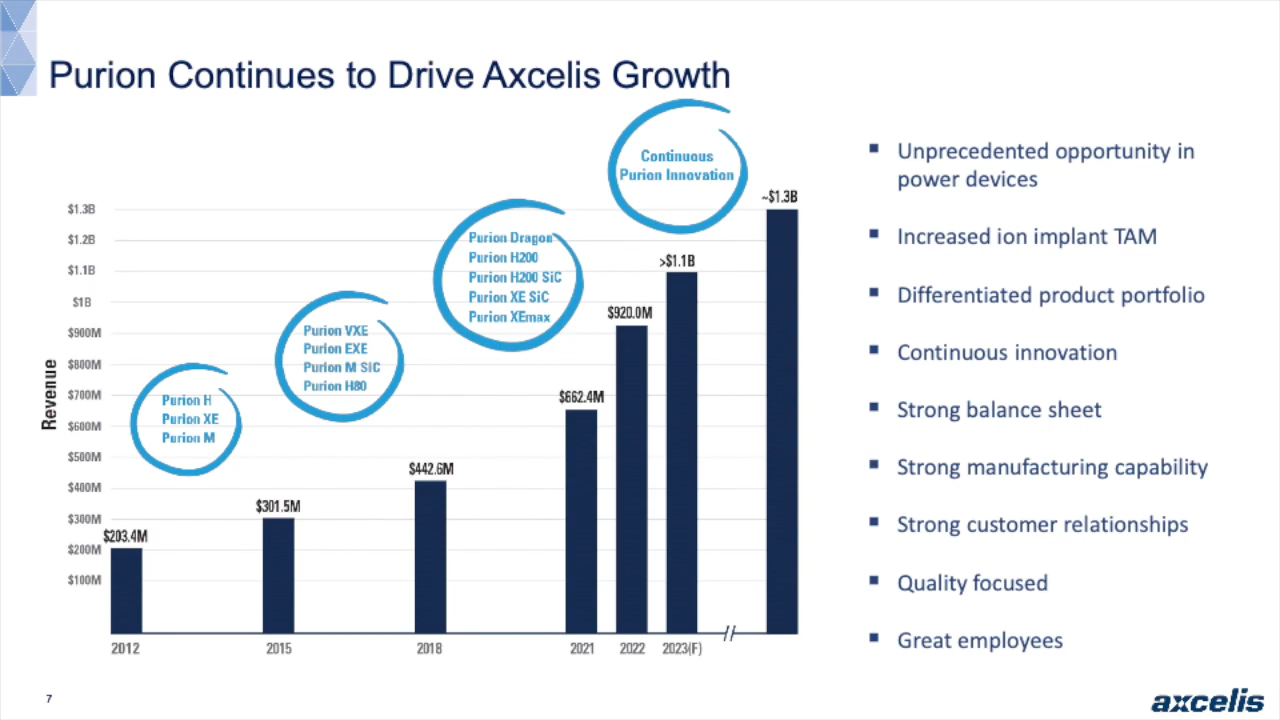 Purion Continues to Drive Axcelis Growth
Continuous
Purion Innovation
Purion Dragon
Purion H200
Purion H200 SiC
Purion XE SiC
Purion XEmax
Purion VXE
Purion EXE
Purion M SiC
Purion H80
Purion H
Purion XE
Purion M
Revenue
$1.3B
$1.2B
$1.1B
$1B
$900M
$800M
$700M
$600M
$500M
$400M
$300M
$200M
$100M
$203.4M
$301.5M
$442.6M
$662.4M
$920.0M
>$1.1B
~$1.3B
2012
2015
2018
2021
2022
2023(F)
//
▪ Unprecedented opportunity in
power devices
▪ Increased ion implant TAM
▪ Differentiated product portfolio
▪ Continuous innovation
▪ Strong balance sheet
▪ Strong manufacturing capability
▪ Strong customer relationships
▪ Quality focused
▪ Great employees
7
axcelis